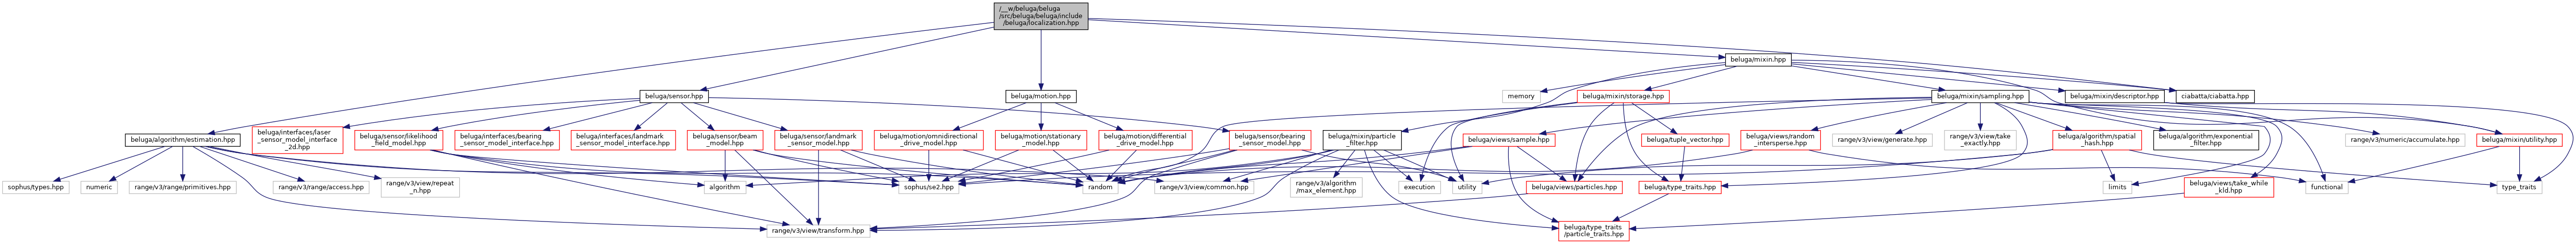 /__w/beluga/beluga
/src/beluga/beluga/include
/beluga/localization.hpp
beluga/mixin.hpp
beluga/sensor.hpp
beluga/motion.hpp
memory
beluga/mixin/storage.hpp
beluga/mixin/sampling.hpp
beluga/mixin/descriptor.hpp
ciabatta/ciabatta.hpp
beluga/algorithm/estimation.hpp
beluga/interfaces/laser
_sensor_model_interface
_2d.hpp
beluga/sensor/likelihood
_field_model.hpp
beluga/interfaces/bearing
_sensor_model_interface.hpp
beluga/interfaces/landmark
_sensor_model_interface.hpp
beluga/sensor/beam
_model.hpp
beluga/sensor/landmark
_sensor_model.hpp
beluga/motion/omnidirectional
_drive_model.hpp
beluga/motion/stationary
_model.hpp
beluga/motion/differential
_drive_model.hpp
beluga/sensor/bearing
_sensor_model.hpp
beluga/mixin/particle
_filter.hpp
beluga/views/sample.hpp
beluga/tuple_vector.hpp
beluga/views/random
_intersperse.hpp
range/v3/view/generate.hpp
range/v3/view/take
_exactly.hpp
beluga/algorithm/spatial
_hash.hpp
beluga/algorithm/exponential
_filter.hpp
range/v3/numeric/accumulate.hpp
beluga/mixin/utility.hpp
sophus/types.hpp
numeric
range/v3/range/primitives.hpp
range/v3/range/access.hpp
range/v3/view/repeat
_n.hpp
algorithm
sophus/se2.hpp
random
range/v3/view/common.hpp
range/v3/algorithm
/max_element.hpp
execution
utility
beluga/views/particles.hpp
beluga/type_traits.hpp
limits
beluga/views/take_while
_kld.hpp
functional
type_traits
range/v3/view/transform.hpp
beluga/type_traits
/particle_traits.hpp